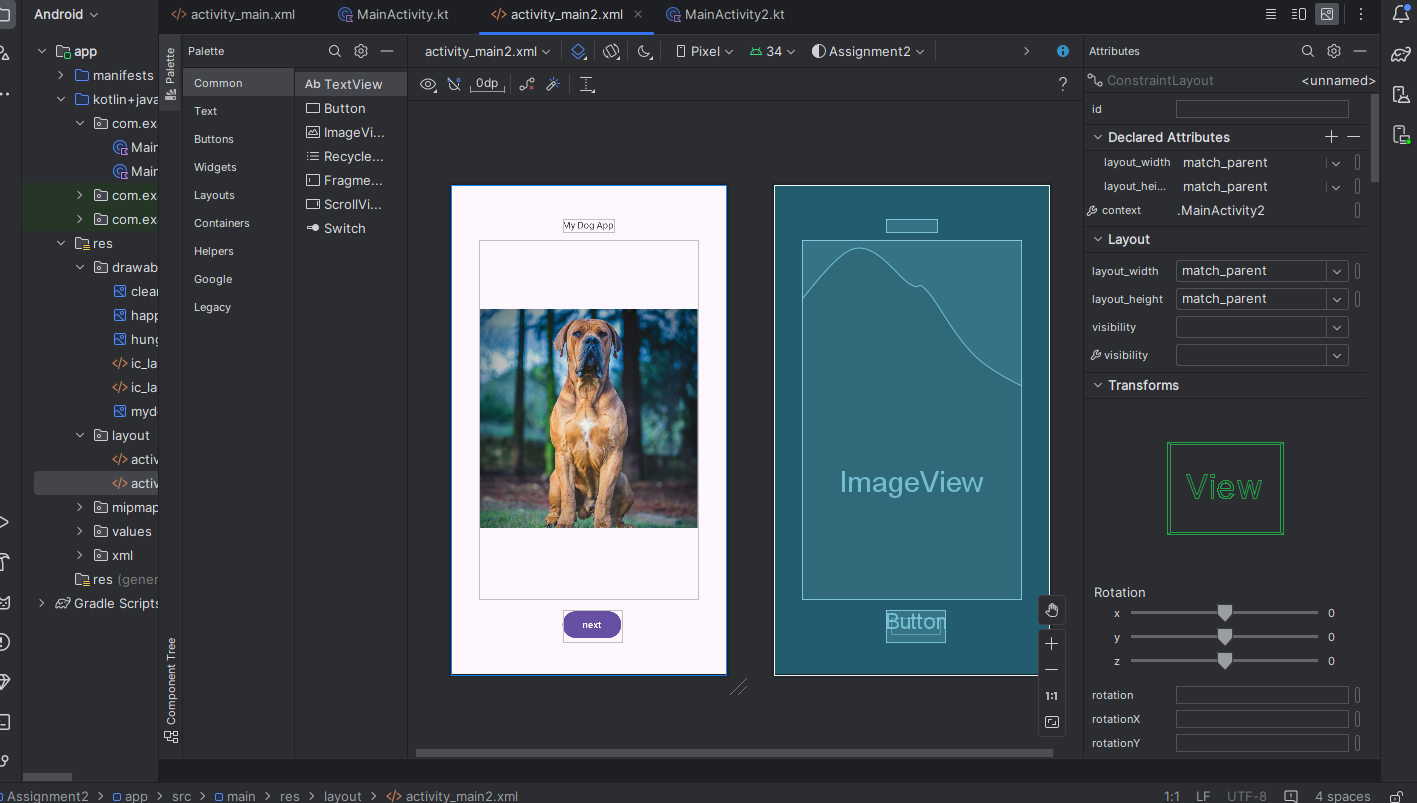 Android
activity_main.xml
MainActivity.kt
activity_main2.xml
MainActivity2.kt
app
manifests
kotlin+java
com.exa
Main
Main
com.exa
com.exa
res
drawab
clear
happ
hung
ic_la
ic_la
myd
layout
activ
activ
mipmap
values
xml
res (gener
Gradle Scripts
Palette
Component Tree
Palette
Common
Text
Buttons
Widgets
Layouts
Containers
Helpers
Google
Legacy
Ab TextView
Button
ImageVi...
Recycle...
Fragme...
ScrollVi...
Switch
activity_main2.xml
Pixel
34
Assignment2
0dp
?
My Dog App
next
ImageView
Button
1:1
Attributes
ConstraintLayout <unnamed>
id
Declared Attributes
layout_width match_parent
layout_hei... match_parent
context .MainActivity2
Layout
layout_width match_parent
layout_height match_parent
visibility
visibility
Transforms
View
Rotation
x 0
y 0
z 0
rotation
rotationX
rotationY
Assignment2 > app > src > main > res > layout > activity_main2.xml
1:1 LF UTF-8 4 spaces